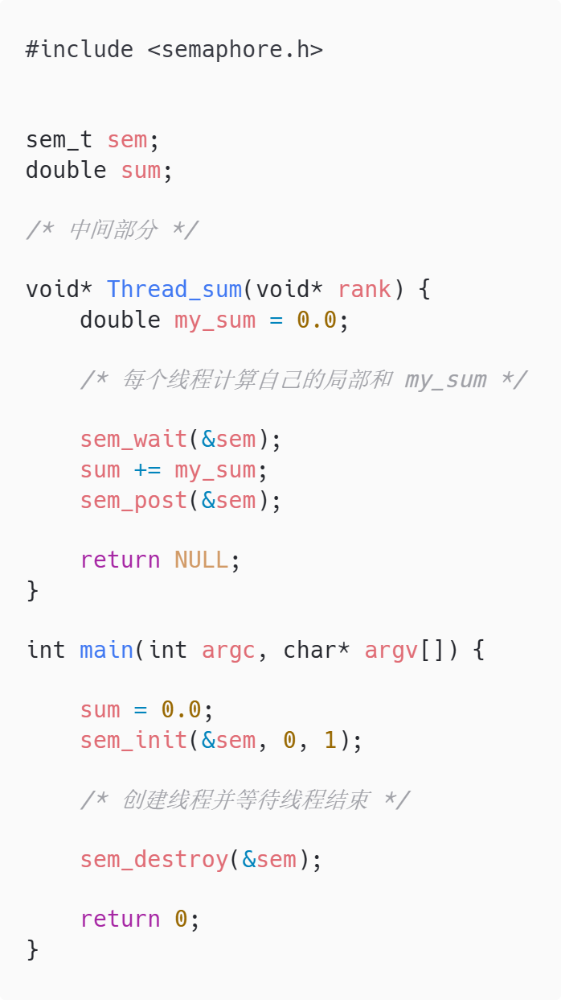 #include <semaphore.h>
sem_t sem;
double sum;
/* 中间部分 */
void* Thread_sum(void* rank) {
    double my_sum = 0.0;
    /* 每个线程计算自己的局部和 my_sum */
    sem_wait(&sem);
    sum += my_sum;
    sem_post(&sem);
    return NULL;
}
int main(int argc, char* argv[]) {
    sum = 0.0;
    sem_init(&sem, 0, 1);
    /* 创建线程并等待线程结束 */
    sem_destroy(&sem);
    return 0;
}